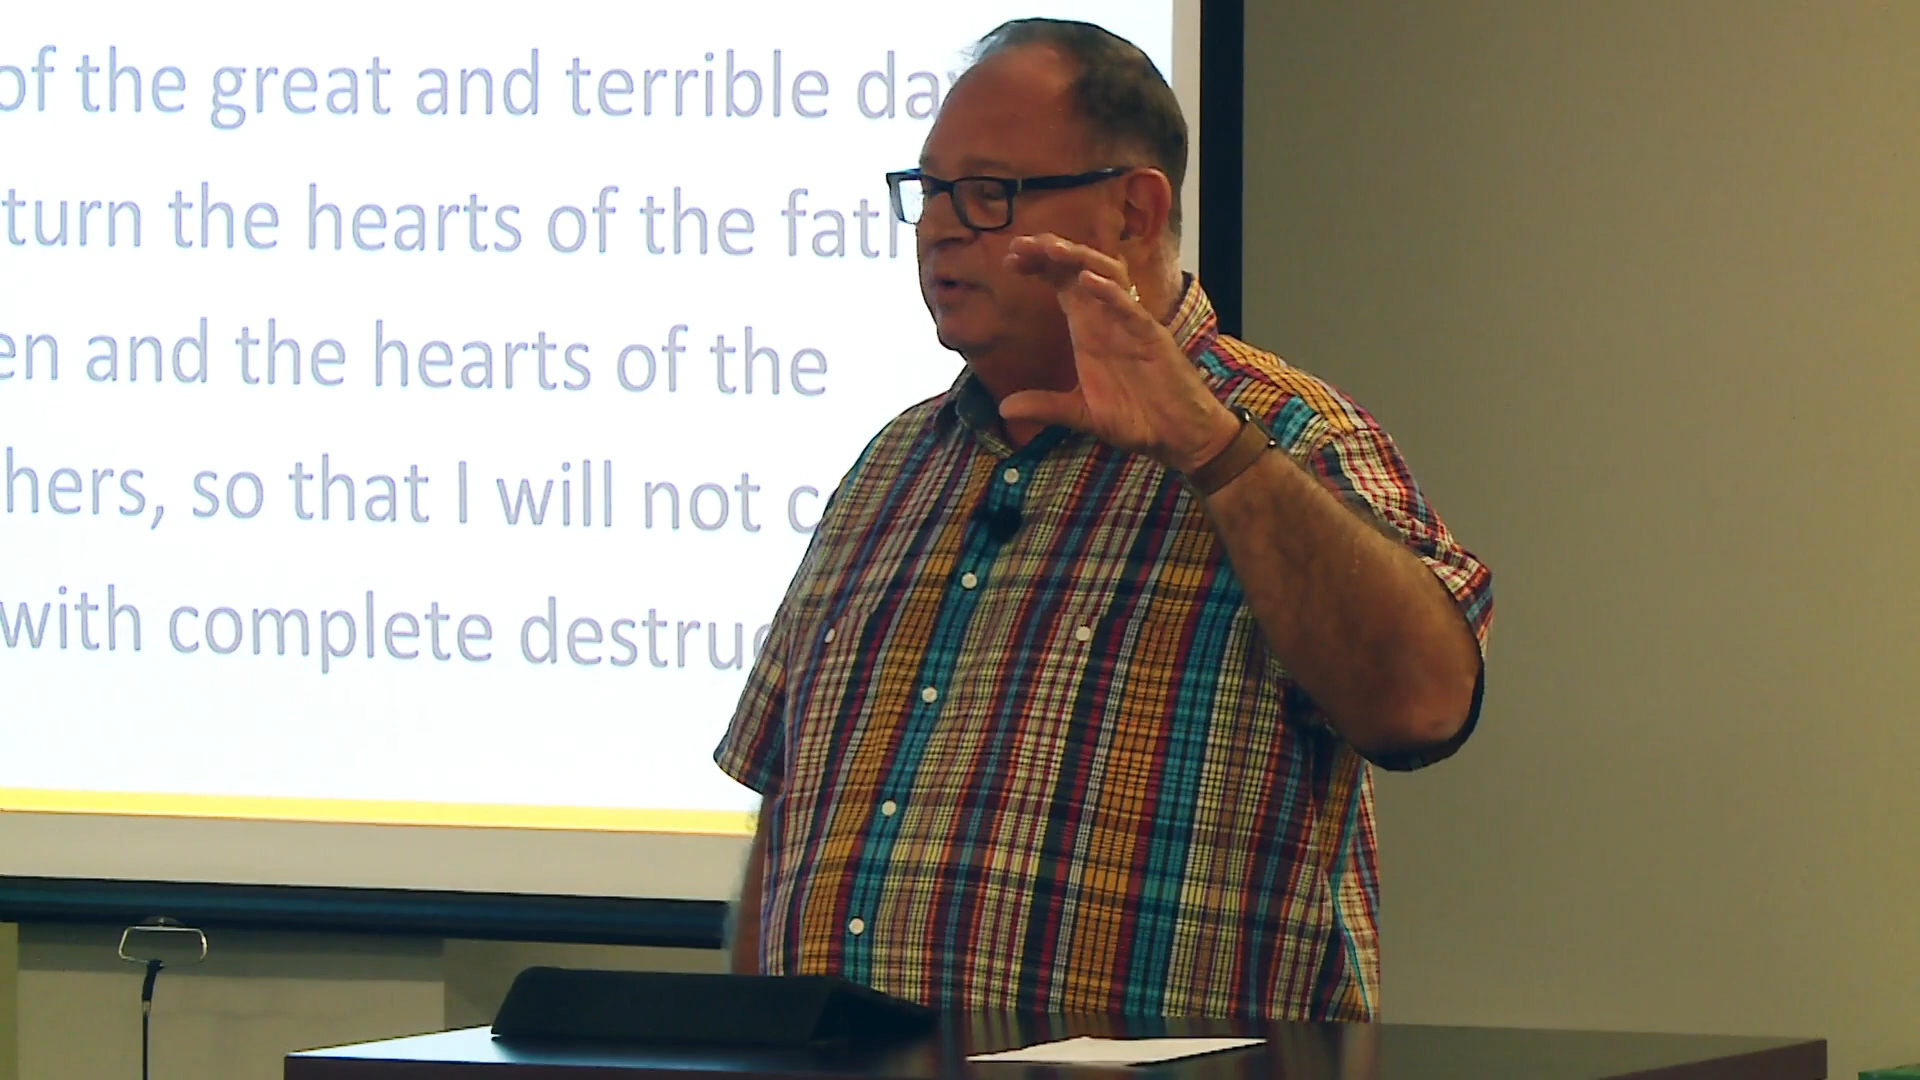 of the great and terrible day
turn the hearts of the fat
en and the hearts of the
hers, so that I will not c
with complete destruc